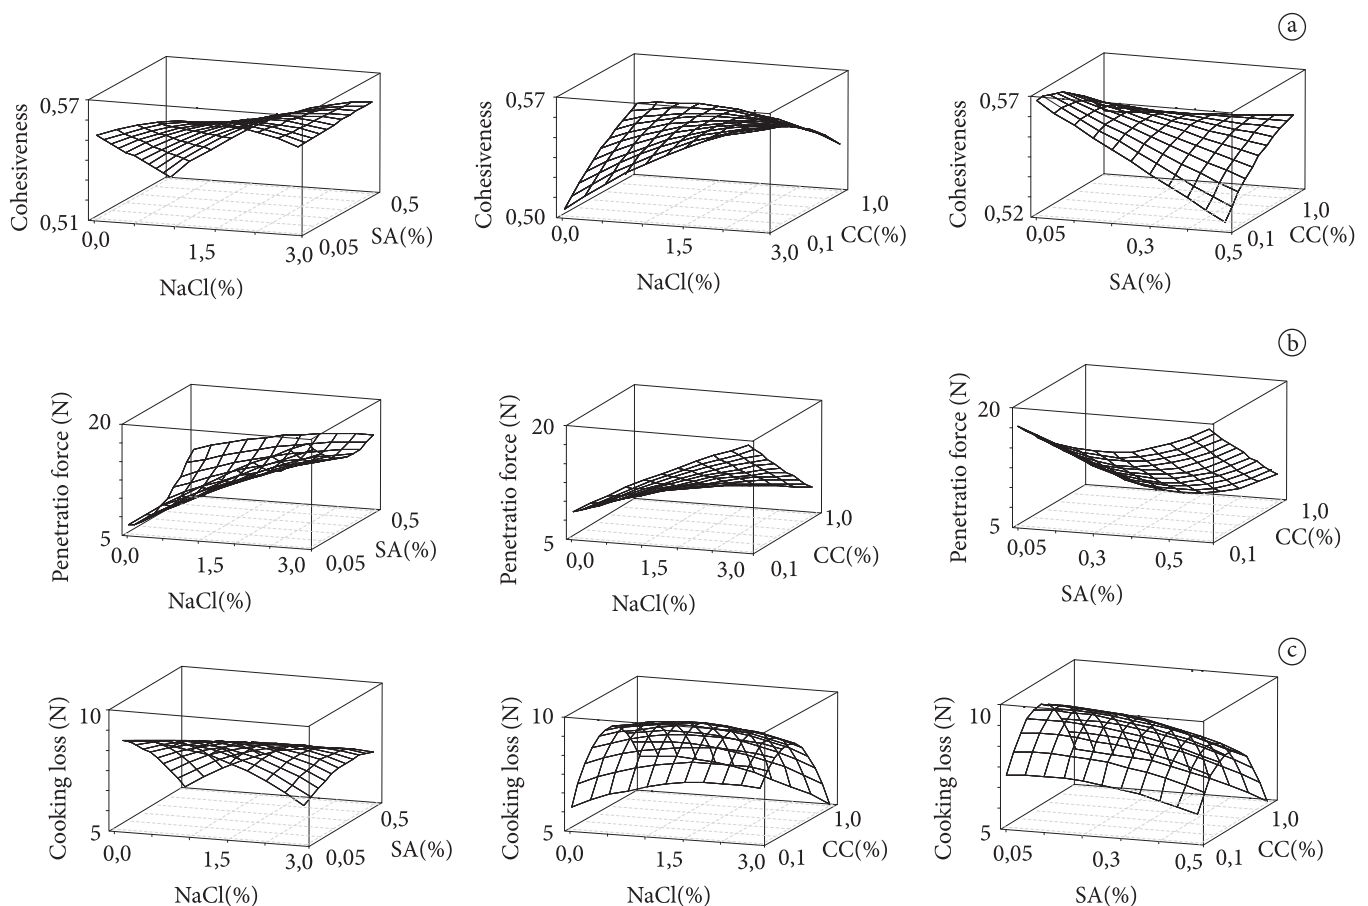 a
0,57
Cohesiveness
0,51
0,0
1,5
3,0
0,05
0,5
SA(%)
NaCl(%)
0,57
Cohesiveness
0,50
0,0
1,5
3,0
0,1
1,0
CC(%)
NaCl(%)
0,57
Cohesiveness
0,52
0,05
0,3
0,5
0,1
1,0
CC(%)
SA(%)
b
20
Penetratio force (N)
5
0,0
1,5
3,0
0,05
0,5
SA(%)
NaCl(%)
20
Penetratio force (N)
5
0,0
1,5
3,0
0,1
1,0
CC(%)
NaCl(%)
20
Penetratio force (N)
5
0,05
0,3
0,5
0,1
1,0
CC(%)
SA(%)
c
10
Cooking loss (N)
5
0,0
1,5
3,0
0,05
0,5
SA(%)
NaCl(%)
10
Cooking loss (N)
5
0,0
1,5
3,0
0,1
1,0
CC(%)
NaCl(%)
10
Cooking loss (N)
5
0,05
0,3
0,5
0,1
1,0
CC(%)
SA(%)